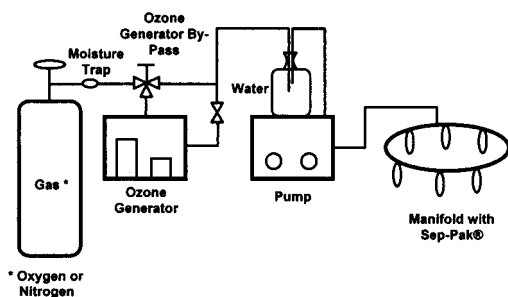 Ozone
Generator By-
Pass
Moisture
Trap
Water
Gas *
Ozone
Generator
Pump
Manifold with
Sep-Pak®
* Oxygen or
Nitrogen